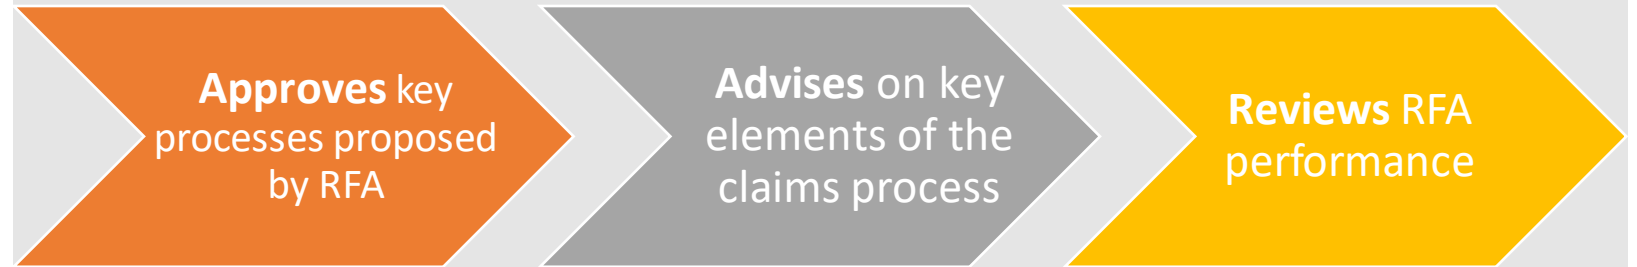 Approves key
processes proposed
by RFA
Advises on key
elements of the
claims process
Reviews RFA
performance